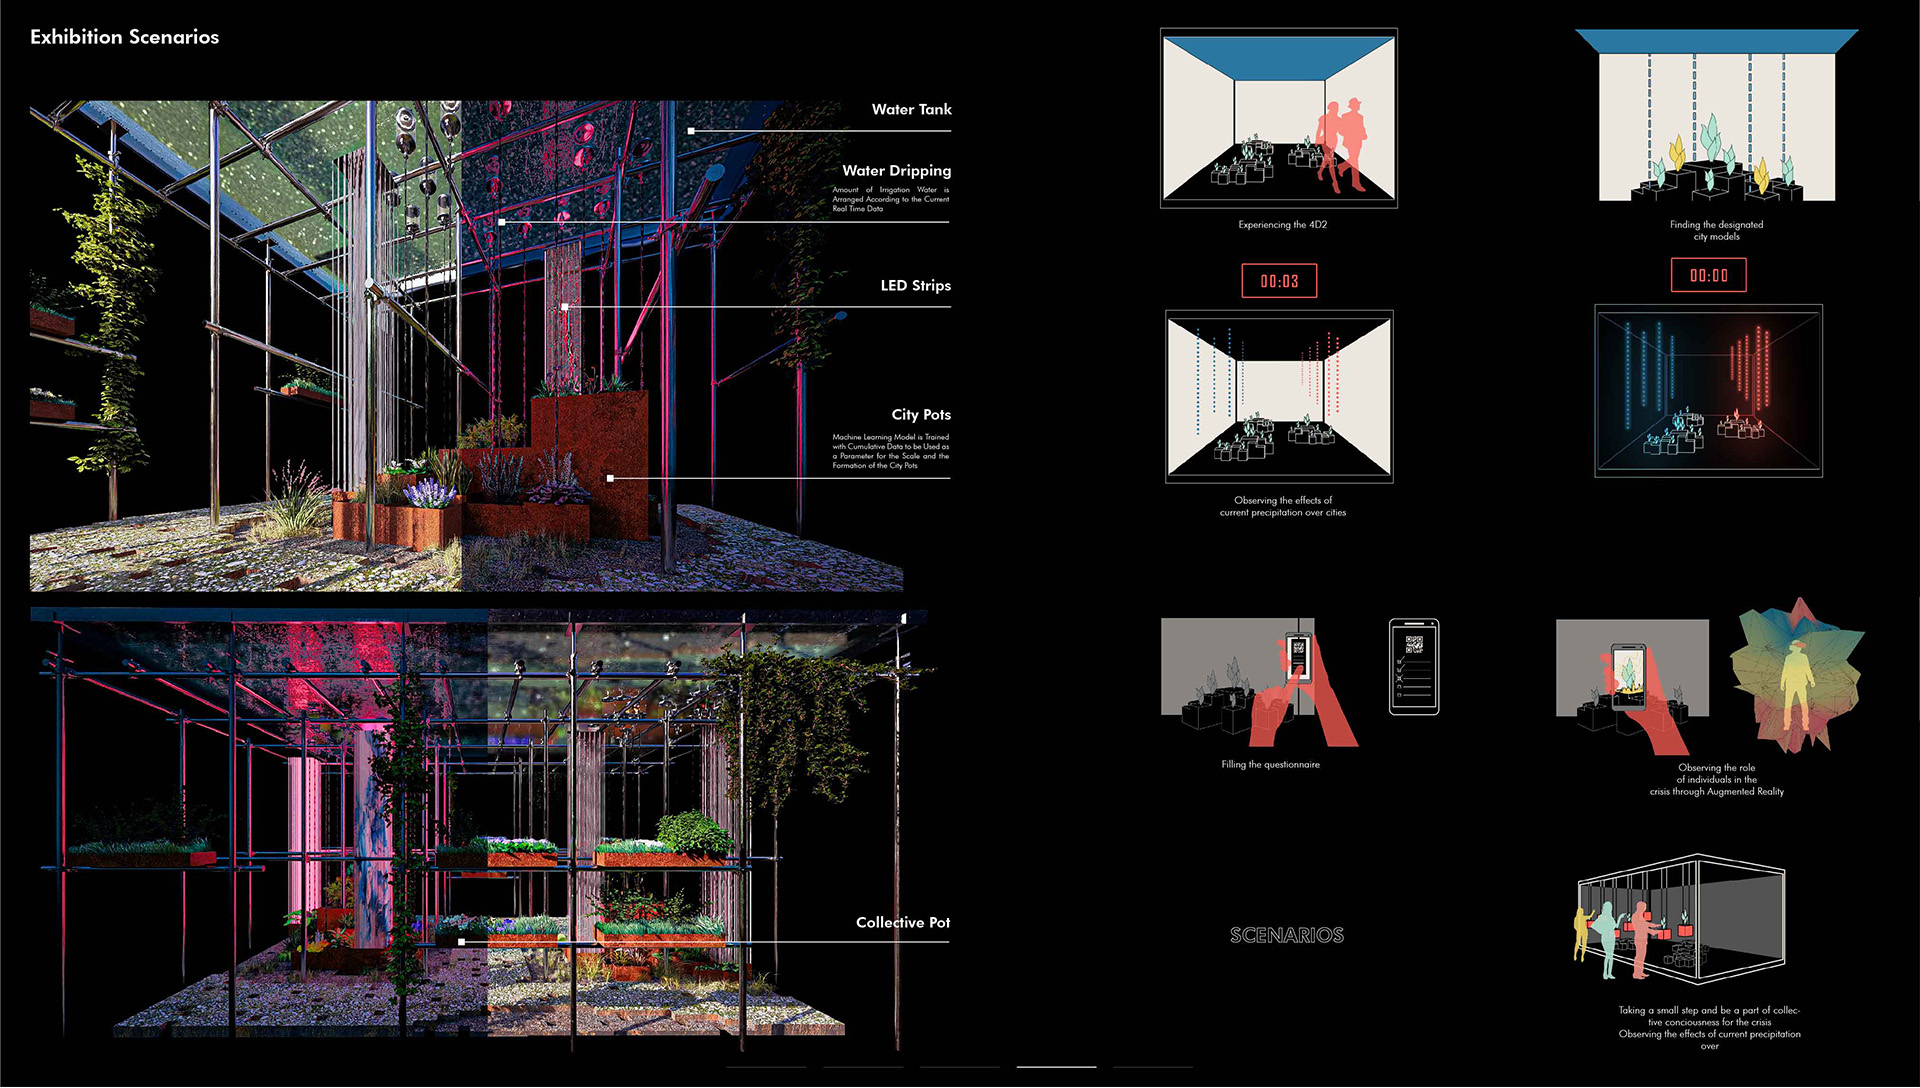 Exhibition Scenarios
Water Tank
Water Dripping
Amount of Irrigation Water is
Arranged According to the Current
Real Time Data
LED Strips
City Pots
Machine Learning Model is Trained
with Cumulative Data to be Used as
a Parameter for the Scale and the
Formation of the City Pots
Collective Pot
Experiencing the 4D2
Finding the designated
city models
00:03
00:00
Observing the effects of
current precipitation over cities
Filling the questionnaire
Observing the role
of individuals in the
crisis through Augmented Reality
SCENARIOS
Taking a small step and be a part of collec-
tive conciousness for the crisis
Observing the effects of current precipitation
over